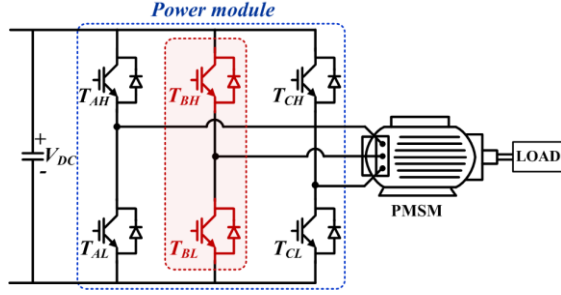 Power module
T_AH
T_BH
T_CH
+
V_DC
-
LOAD
PMSM
T_AL
T_BL
T_CL